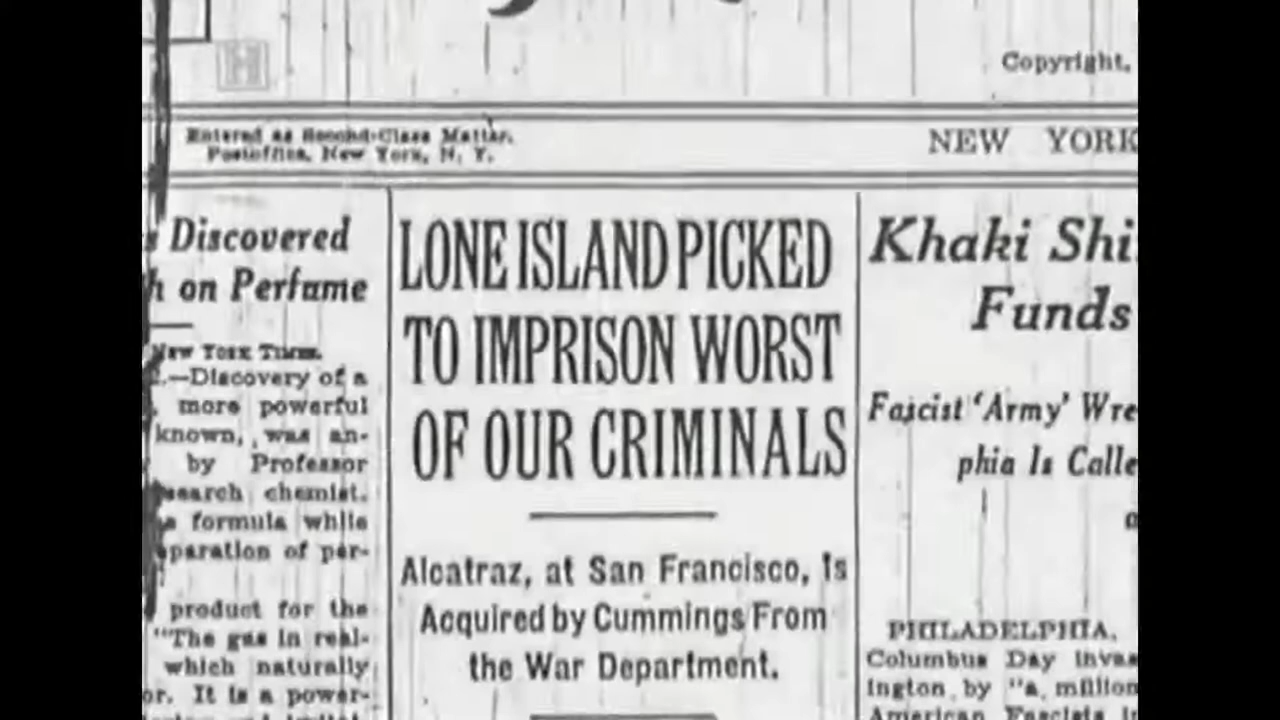 Copyright,
Entered as Second-Class Matter,
Postoffice, New York, N. Y.
NEW YORK
Discovered
on Perfume
New York Times.
—Discovery of a
more powerful
known, was an-
by Professor
search chemist.
a formula while
paration of per-
product for the
"The gas in real-
which naturally
or. It is a power-
LONE ISLAND PICKED
TO IMPRISON WORST
OF OUR CRIMINALS
Alcatraz, at San Francisco, Is
Acquired by Cummings From
the War Department.
Khaki Shi
Funds
Fascist 'Army' Wre
phia Is Calle
PHILADELPHIA,
Columbus Day inva
ington by "a million
American Fascists i